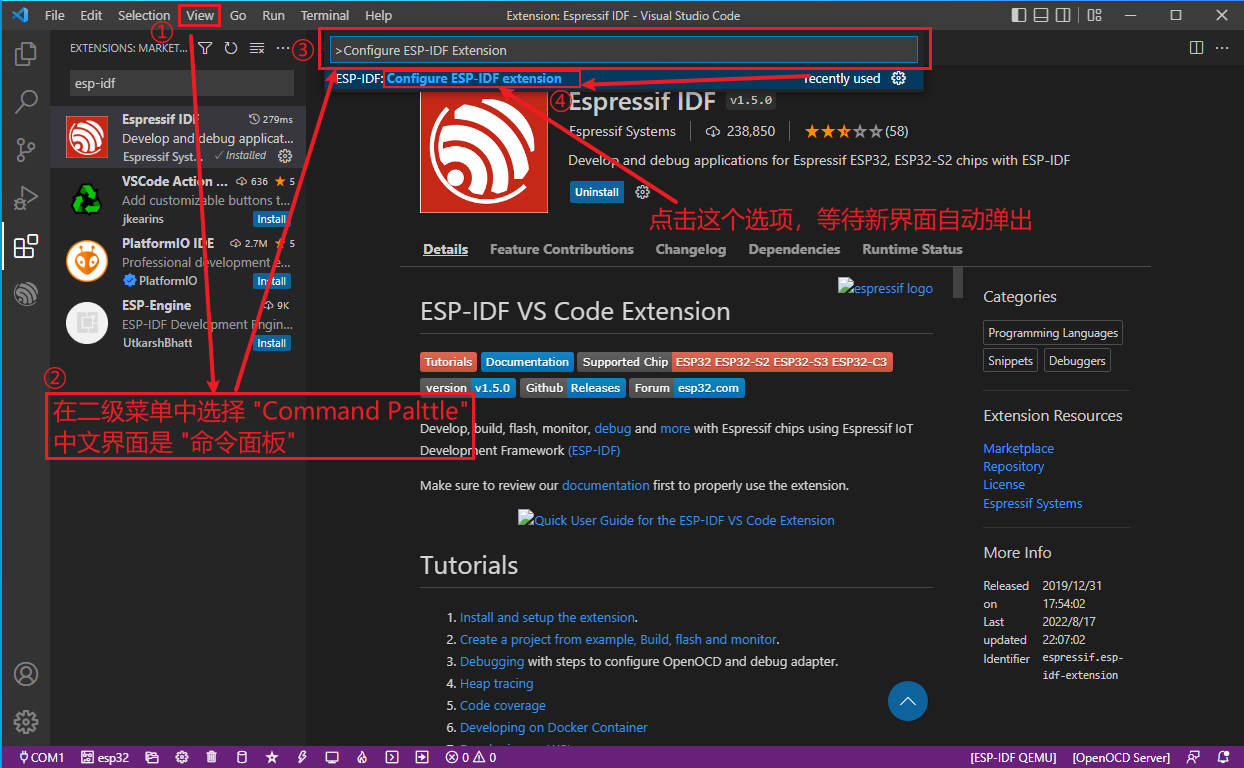 File Edit Selection View Go Run Terminal Help Extension: Espressif IDF - Visual Studio Code
①
EXTENSIONS: MARKET...
③
>Configure ESP-IDF Extension
ESP-IDF: Configure ESP-IDF extension recently used
④
esp-idf
Espressif IDF 279ms
Develop and debug applicat...
Espressif Syst... Installed
VSCode Action ... 636 5
Add customizable buttons t...
jkearins Install
PlatformIO IDE 2.7M 5
Professional development e...
PlatformIO Install
ESP-Engine 9K
ESP-IDF Development Engin...
UtkarshBhatt Install
②
在二级菜单中选择 "Command Palttle"
中文界面是 "命令面板"
Espressif IDF v1.5.0
Espressif Systems 238,850 (58)
Develop and debug applications for Espressif ESP32, ESP32-S2 chips with ESP-IDF
Uninstall
点击这个选项，等待新界面自动弹出
Details Feature Contributions Changelog Dependencies Runtime Status
espressif logo
ESP-IDF VS Code Extension
Tutorials Documentation Supported Chip ESP32 ESP32-S2 ESP32-S3 ESP32-C3
version v1.5.0 Github Releases Forum esp32.com
Develop, build, flash, monitor, debug and more with Espressif chips using Espressif IoT
Development Framework (ESP-IDF)
Make sure to review our documentation first to properly use the extension.
Quick User Guide for the ESP-IDF VS Code Extension
Tutorials
1. Install and setup the extension.
2. Create a project from example, Build, flash and monitor.
3. Debugging with steps to configure OpenOCD and debug adapter.
4. Heap tracing
5. Code coverage
6. Developing on Docker Container
Categories
Programming Languages
Snippets Debuggers
Extension Resources
Marketplace
Repository
License
Espressif Systems
More Info
Released 2019/12/31
on 17:54:02
Last 2022/8/17
updated 22:07:02
Identifier espressif.esp-
idf-extension
COM1 esp32 0 0 [ESP-IDF QEMU] [OpenOCD Server]